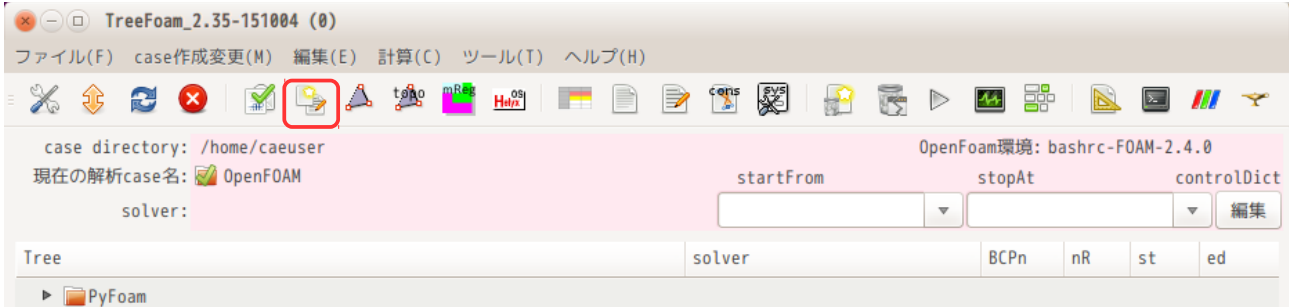 TreeFoam_2.35-151004 (0)
ファイル(F) case作成変更(M) 編集(E) 計算(C) ツール(T) ヘルプ(H)
topo mReg Helyx OS cons sys
case directory: /home/caeuser OpenFoam環境: bashrc-FOAM-2.4.0
現在の解析case名: OpenFOAM startFrom stopAt controlDict
solver: 編集
Tree solver BCPn nR st ed
PyFoam